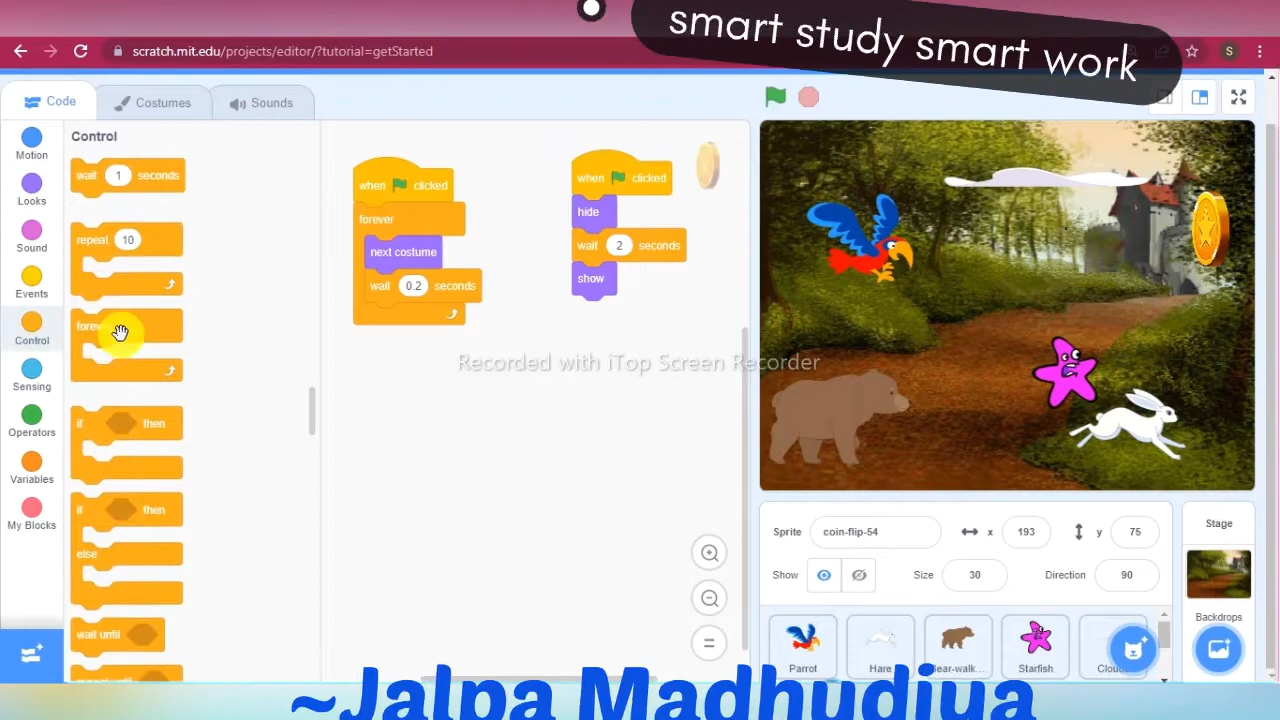 smart study smart work
scratch.mit.edu/projects/editor/?tutorial=getStarted
S
Code
Costumes
Sounds
Motion
Looks
Sound
Events
Control
Sensing
Operators
Variables
My Blocks
Control
wait 1 seconds
repeat 10
if then
if then
else
wait until
when clicked
forever
next costume
wait 0.2 seconds
when clicked
hide
wait 2 seconds
show
Recorded with iTop Screen Recorder
Sprite coin-flip-54 x 193 y 75
Show Size 30 Direction 90
Parrot
Hare
Starfish
Stage
Backdrops
~Jalpa Madhudiya